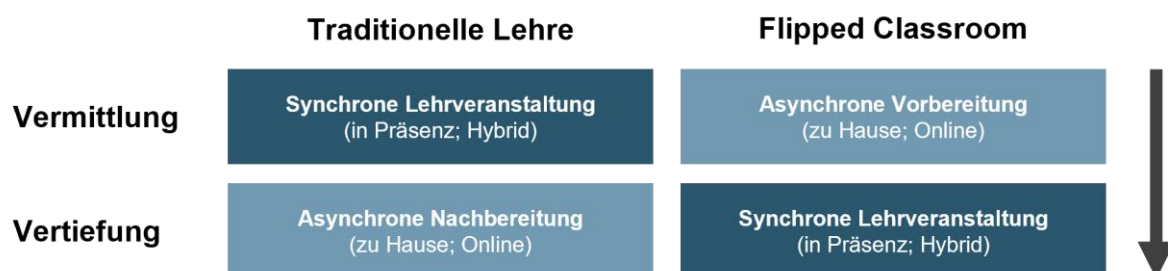 Traditionelle Lehre
Flipped Classroom
Vermittlung
Synchrone Lehrveranstaltung
(in Präsenz; Hybrid)
Asynchrone Vorbereitung
(zu Hause; Online)
Vertiefung
Asynchrone Nachbereitung
(zu Hause; Online)
Synchrone Lehrveranstaltung
(in Präsenz; Hybrid)